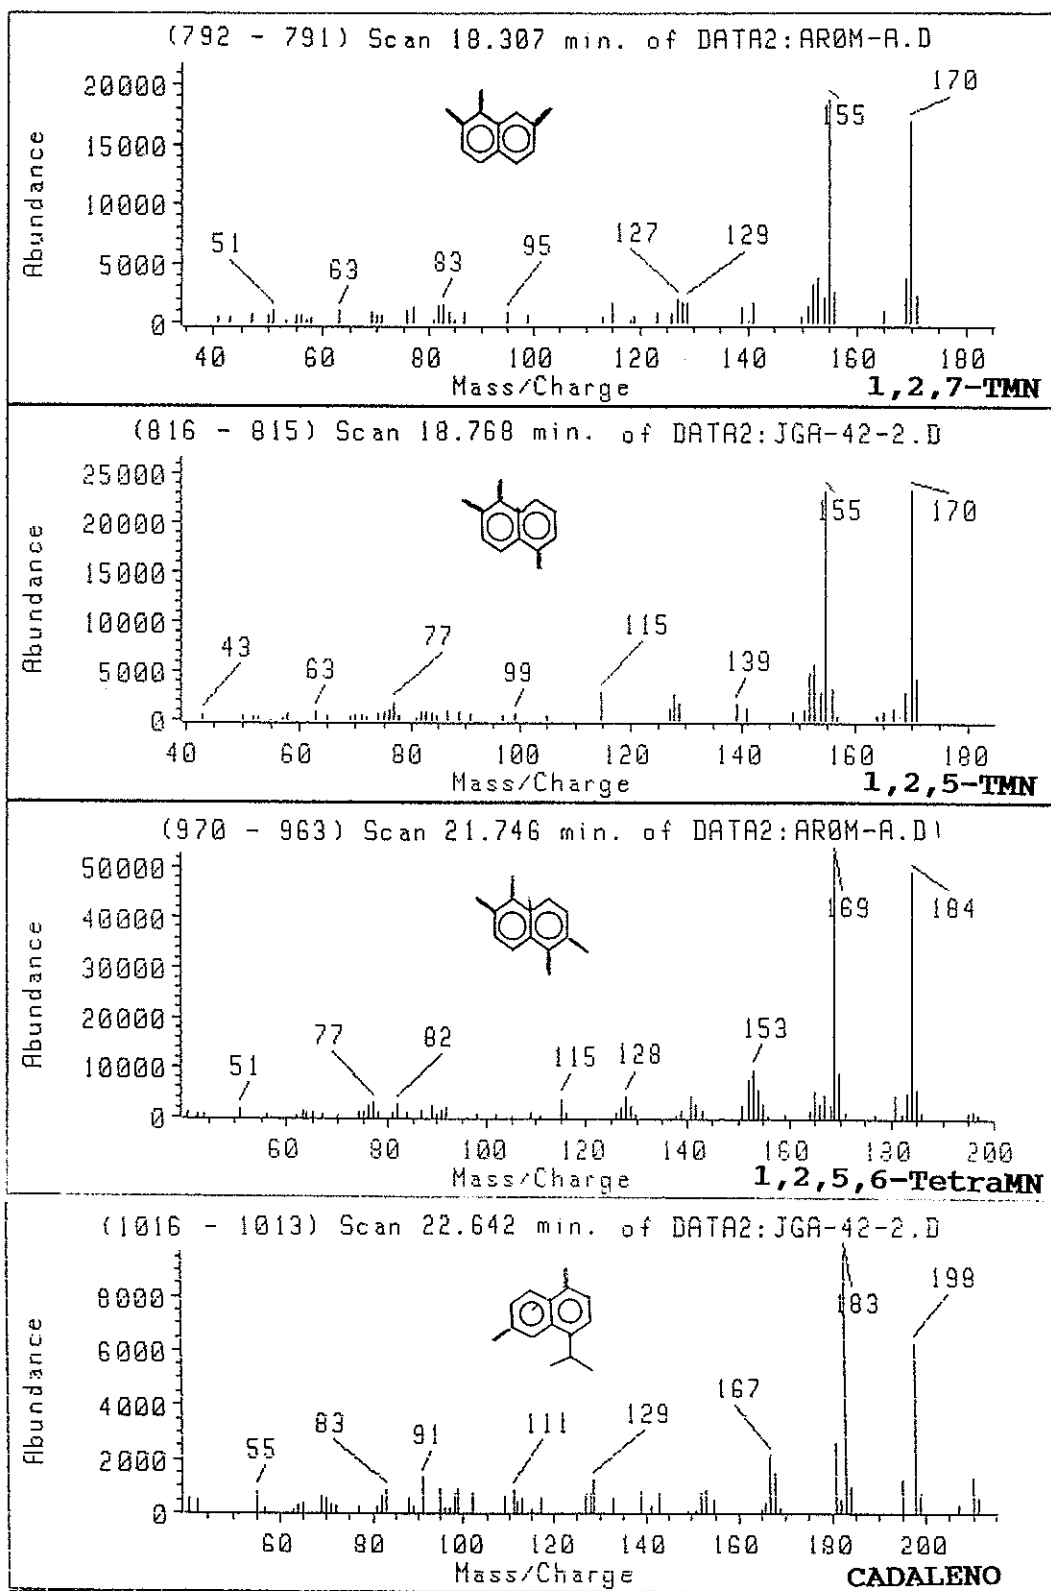 (792 - 791) Scan 18.307 min. of DATA2:AR0M-A.D
Abundance
20000
15000
10000
5000
0
51
63
83
95
127
129
155
170
40 60 80 100 120 140 160 180
Mass/Charge
1,2,7-TMN
(816 - 815) Scan 18.768 min. of DATA2:JGA-42-2.D
Abundance
25000
20000
15000
10000
5000
0
43
63
77
99
115
139
155
170
40 60 80 100 120 140 160 180
Mass/Charge
1,2,5-TMN
(970 - 963) Scan 21.746 min. of DATA2:AR0M-A.D
Abundance
50000
40000
30000
20000
10000
0
51
77
82
115
128
153
169
184
60 80 100 120 140 160 180 200
Mass/Charge
1,2,5,6-TetraMN
(1016 - 1013) Scan 22.642 min. of DATA2:JGA-42-2.D
Abundance
8000
6000
4000
2000
0
55
83
91
111
129
167
183
198
60 80 100 120 140 160 180 200
Mass/Charge
CADALENO